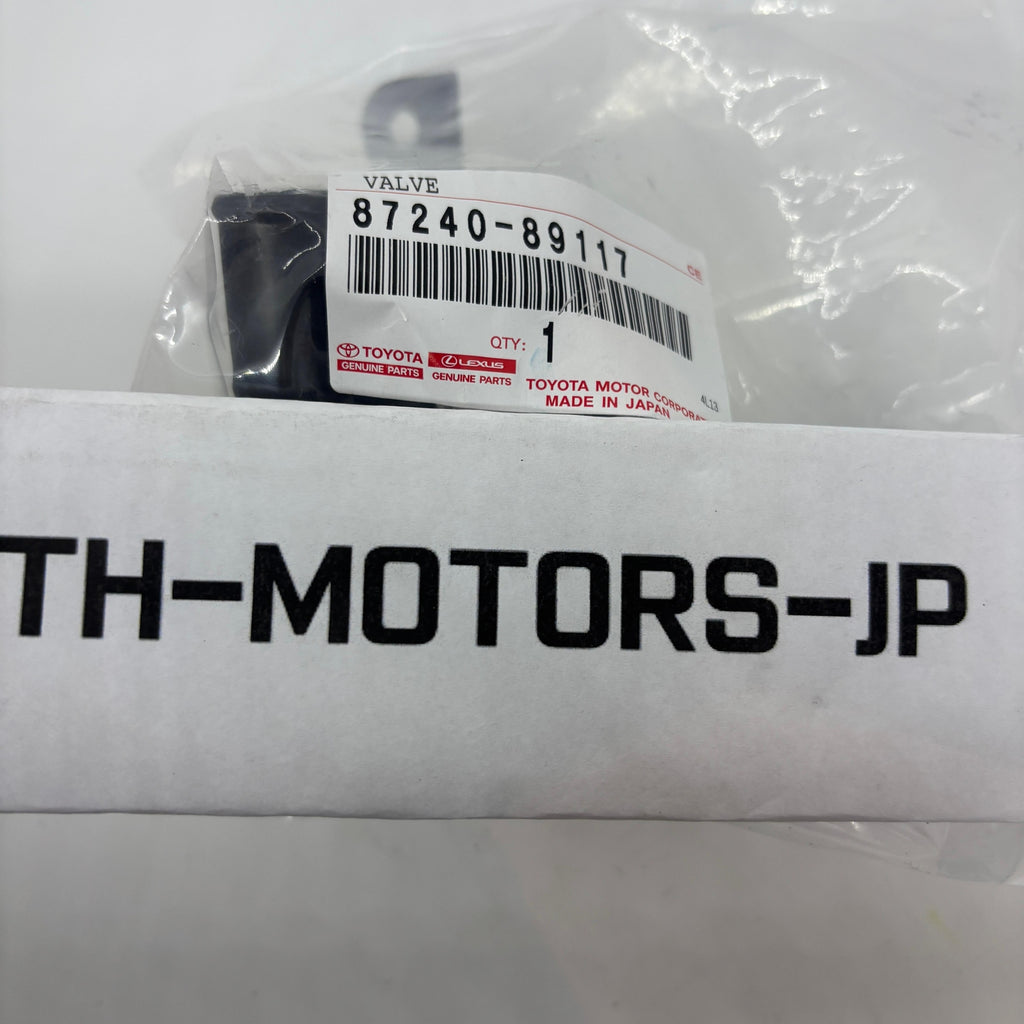 VALVE
87240-89117
QTY: 1
TOYOTA
GENUINE PARTS
LEXUS
GENUINE PARTS
TOYOTA MOTOR
MADE IN JAPAN
4L13
TH-MOTORS-JP